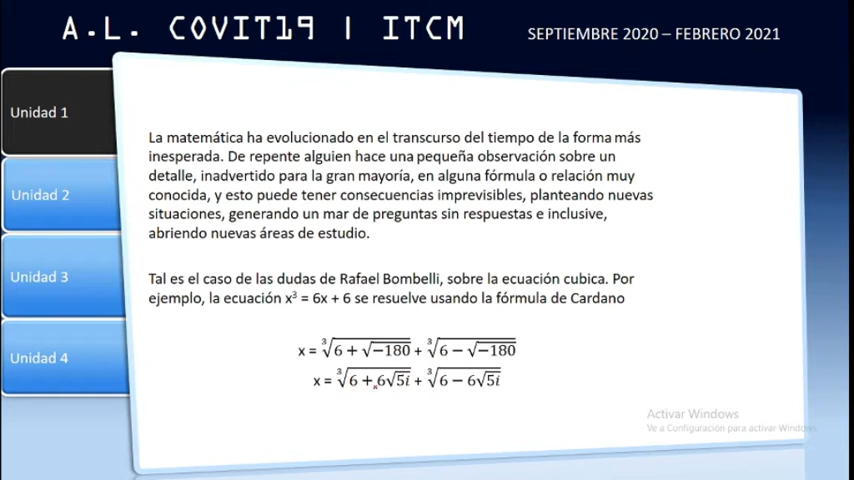 A.L. COVIT19 | ITCM
SEPTIEMBRE 2020 – FEBRERO 2021
Unidad 1
Unidad 2
Unidad 3
Unidad 4
La matemática ha evolucionado en el transcurso del tiempo de la forma más
inesperada. De repente alguien hace una pequeña observación sobre un
detalle, inadvertido para la gran mayoría, en alguna fórmula o relación muy
conocida, y esto puede tener consecuencias imprevisibles, planteando nuevas
situaciones, generando un mar de preguntas sin respuestas e inclusive,
abriendo nuevas áreas de estudio.
Tal es el caso de las dudas de Rafael Bombelli, sobre la ecuación cubica. Por
ejemplo, la ecuación x³ = 6x + 6 se resuelve usando la fórmula de Cardano
x = ∛(6 + √−180) + ∛(6 − √−180)
x = ∛(6 + 6√5i) + ∛(6 − 6√5i)
Activar Windows
Ve a Configuración para activar Windows.